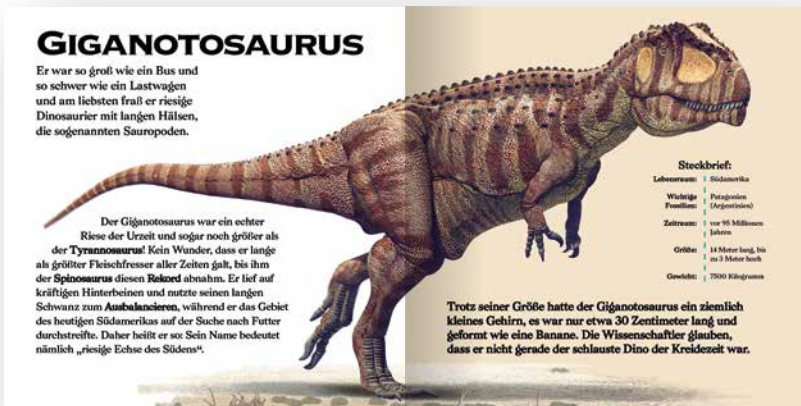 GIGANOTOSAURUS
Er war so groß wie ein Bus und
so schwer wie ein Lastwagen
und am liebsten fraß er riesige
Dinosaurier mit langen Hälsen,
die sogenannten Sauropoden.
Der Giganotosaurus war ein echter
Riese der Urzeit und sogar noch größer als
der Tyrannosaurus! Kein Wunder, dass er lange
als größter Fleischfresser aller Zeiten galt, bis ihm
der Spinosaurus diesen Rekord abnahm. Er lief auf
kräftigen Hinterbeinen und nutzte seinen langen
Schwanz zum Ausbalancieren, während er das Gebiet
des heutigen Südamerikas auf der Suche nach Futter
durchstreifte. Daher heißt er so: Sein Name bedeutet
nämlich „riesige Echse des Südens“.
Steckbrief:
Lebensraum: Südamerika
Wichtige Patagonien
Fossilien: (Argentinien)
Zeitraum: vor 95 Millionen
Jahren
Größe: 14 Meter lang, bis
zu 3 Meter hoch
Gewicht: 7500 Kilogramm
Trotz seiner Größe hatte der Giganotosaurus ein ziemlich
kleines Gehirn, es war nur etwa 30 Zentimeter lang und
geformt wie eine Banane. Die Wissenschaftler glauben,
dass er nicht gerade der schlauste Dino der Kreidezeit war.